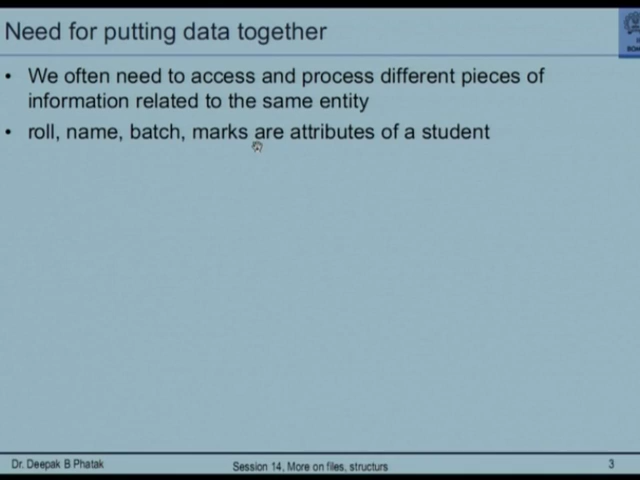 Need for putting data together
• We often need to access and process different pieces of
information related to the same entity
• roll, name, batch, marks are attributes of a student
Dr. Deepak B Phatak
Session 14, More on files, structurs
3